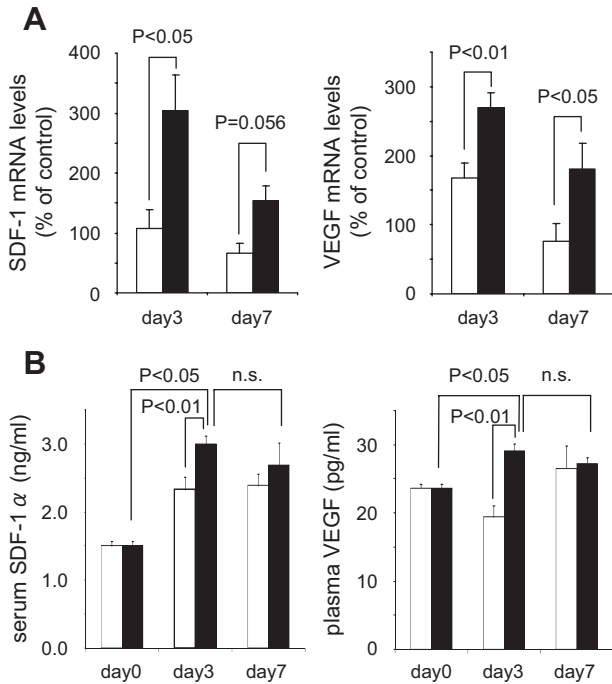 A
P<0.05
P=0.056
SDF-1 mRNA levels
(% of control)
400
300
200
100
0
day3
day7
P<0.01
P<0.05
VEGF mRNA levels
(% of control)
300
200
100
0
day3
day7
B
P<0.05
n.s.
P<0.01
serum SDF-1 α (ng/ml)
3.0
2.0
1.0
0.0
day0
day3
day7
P<0.05
n.s.
P<0.01
plasma VEGF (pg/ml)
30
20
10
0
day0
day3
day7